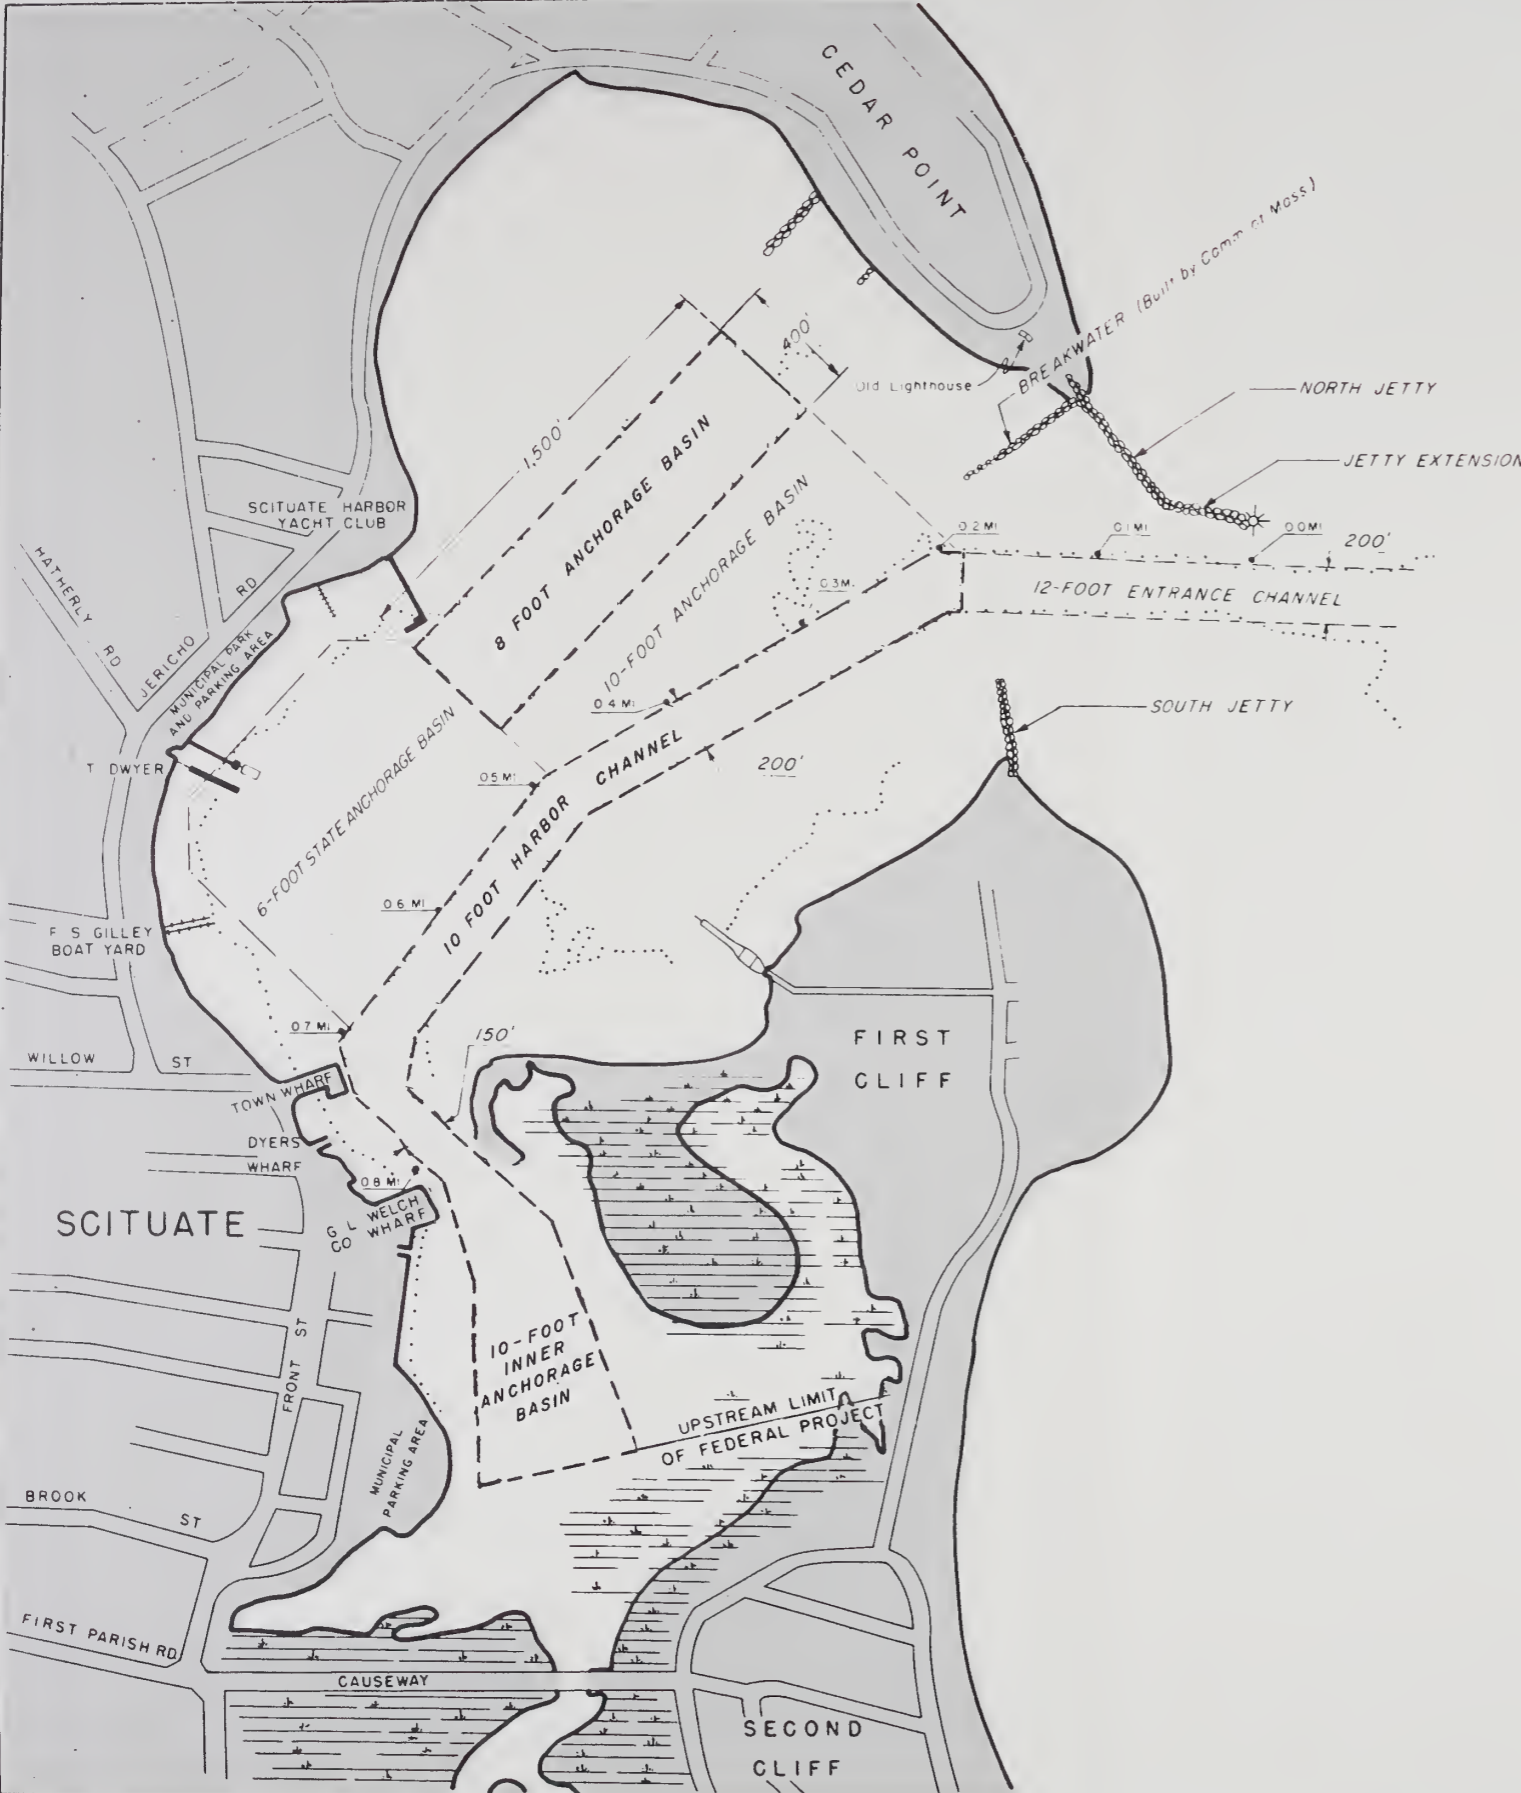 CEDAR POINT
BREAKWATER (Built by Comm. of Mass.)
400'
Old Lighthouse
NORTH JETTY
1,500'
JETTY EXTENSION
8 FOOT ANCHORAGE BASIN
10-FOOT ANCHORAGE BASIN
SCITUATE HARBOR
YACHT CLUB
0.2 MI
0.1 MI
0.0 MI
200'
12-FOOT ENTRANCE CHANNEL
0.3 MI.
HATHERLY
RD
JERICHO
RD
MUNICIPAL PARK
AND PARKING AREA
0.4 MI
SOUTH JETTY
T DWYER
6-FOOT STATE ANCHORAGE BASIN
0.5 MI
200'
10 FOOT HARBOR CHANNEL
0.6 MI
F S GILLEY
BOAT YARD
0.7 MI
150'
FIRST
CLIFF
WILLOW ST
TOWN WHARF
DYERS
WHARF
0.8 MI
G L WELCH
CO WHARF
SCITUATE
FRONT ST
10-FOOT
INNER
ANCHORAGE
BASIN
UPSTREAM LIMIT
OF FEDERAL PROJECT
MUNICIPAL
PARKING AREA
BROOK ST
FIRST PARISH RD.
CAUSEWAY
SECOND
CLIFF